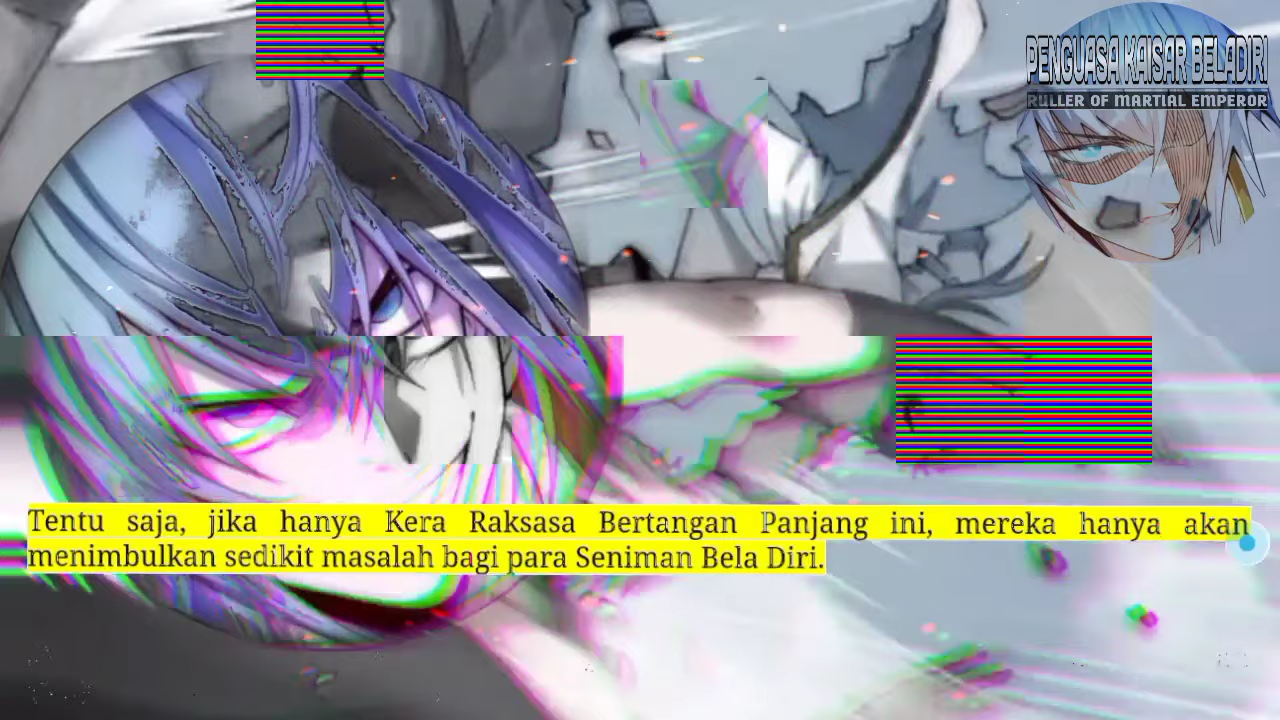 PENGUASA KAISAR BELADIRI
RULLER OF MARTIAL EMPEROR
Tentu saja, jika hanya Kera Raksasa Bertangan Panjang ini, mereka hanya akan
menimbulkan sedikit masalah bagi para Seniman Bela Diri.